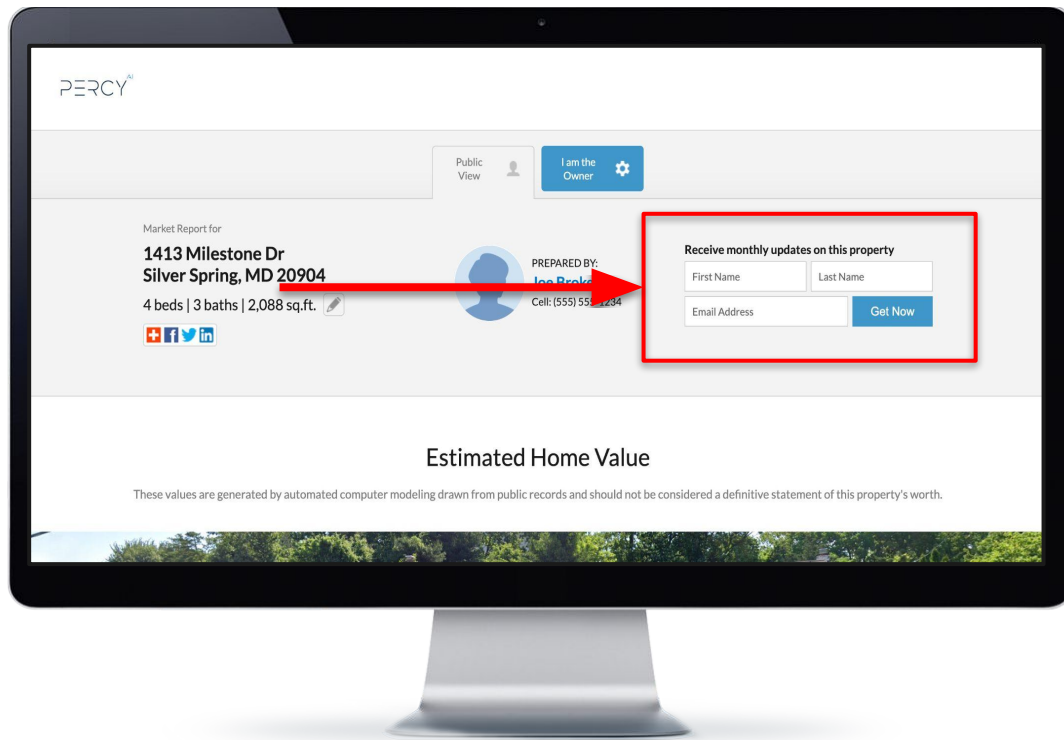 PERCY AI
Public
View
I am the
Owner
Market Report for
1413 Milestone Dr
Silver Spring, MD 20904
4 beds | 3 baths | 2,088 sq.ft.
PREPARED BY:
Joe
Cell: (555) 555-1234
Receive monthly updates on this property
First Name
Last Name
Email Address
Get Now
Estimated Home Value
These values are generated by automated computer modeling drawn from public records and should not be considered a definitive statement of this property's worth.